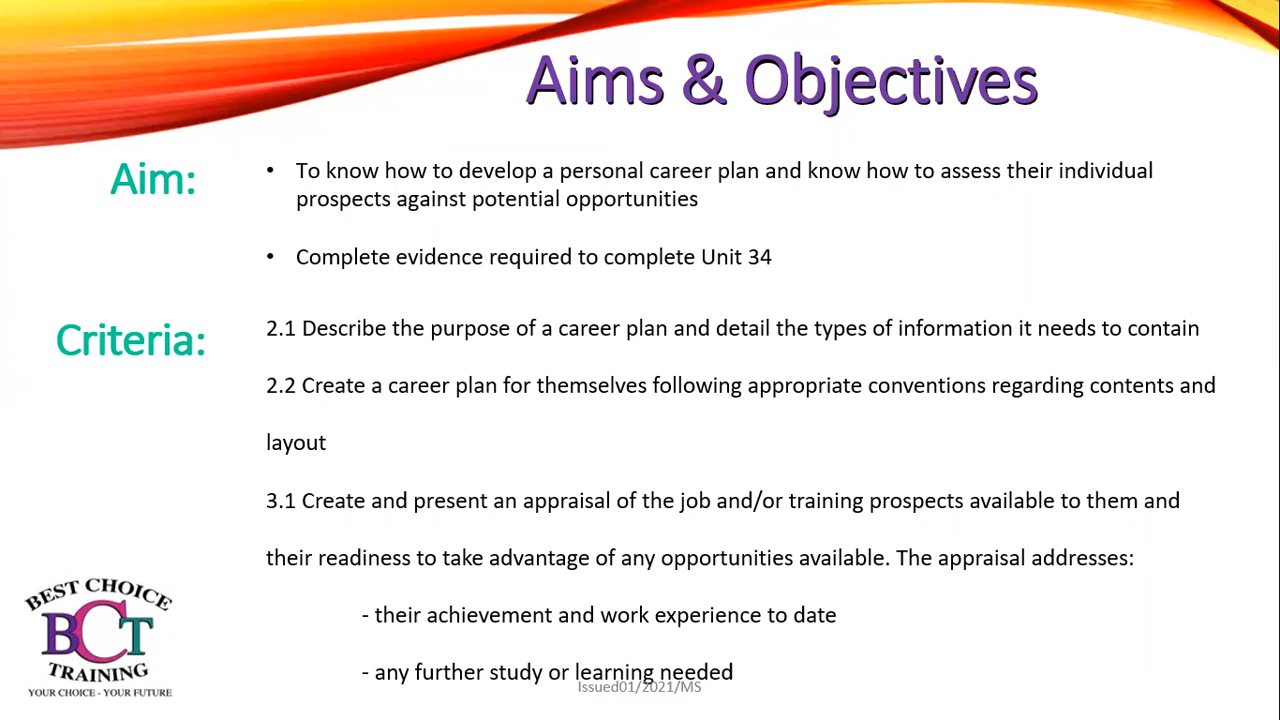 Aims & Objectives
Aim:
• To know how to develop a personal career plan and know how to assess their individual
prospects against potential opportunities
• Complete evidence required to complete Unit 34
Criteria:
2.1 Describe the purpose of a career plan and detail the types of information it needs to contain
2.2 Create a career plan for themselves following appropriate conventions regarding contents and
layout
3.1 Create and present an appraisal of the job and/or training prospects available to them and
their readiness to take advantage of any opportunities available. The appraisal addresses:
- their achievement and work experience to date
- any further study or learning needed
BEST CHOICE
BCT
TRAINING
YOUR CHOICE - YOUR FUTURE
Issued01/2021/MS